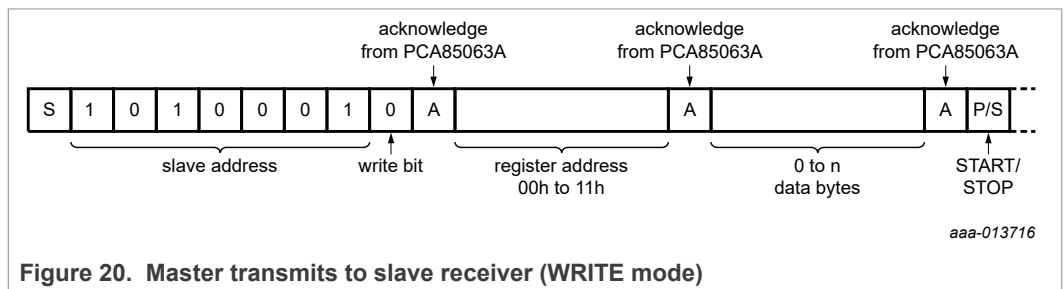 acknowledge acknowledge acknowledge
from PCA85063A from PCA85063A from PCA85063A
S 1 0 1 0 0 0 1 0 A A A P/S
slave address write bit register address 0 to n START/
00h to 11h data bytes STOP
aaa-013716
Figure 20. Master transmits to slave receiver (WRITE mode)